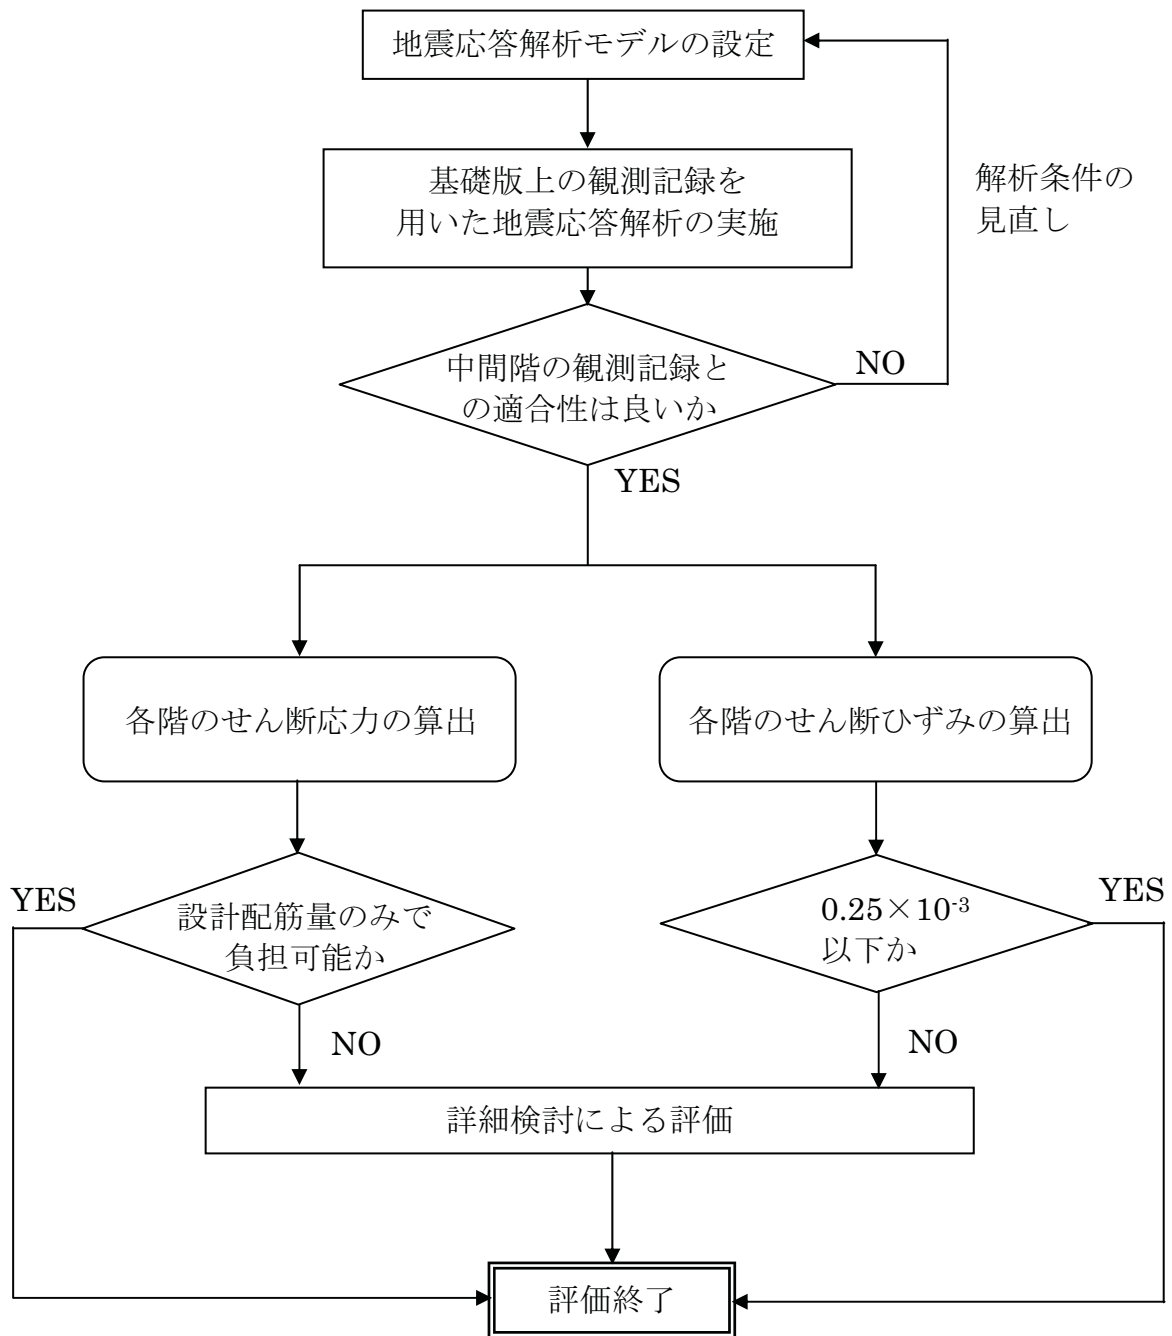 地震応答解析モデルの設定
基礎版上の観測記録を
用いた地震応答解析の実施
解析条件の
見直し
中間階の観測記録と
の適合性は良いか
NO
YES
各階のせん断応力の算出
各階のせん断ひずみの算出
YES
設計配筋量のみで
負担可能か
0.25×10-3
以下か
YES
NO
NO
詳細検討による評価
評価終了